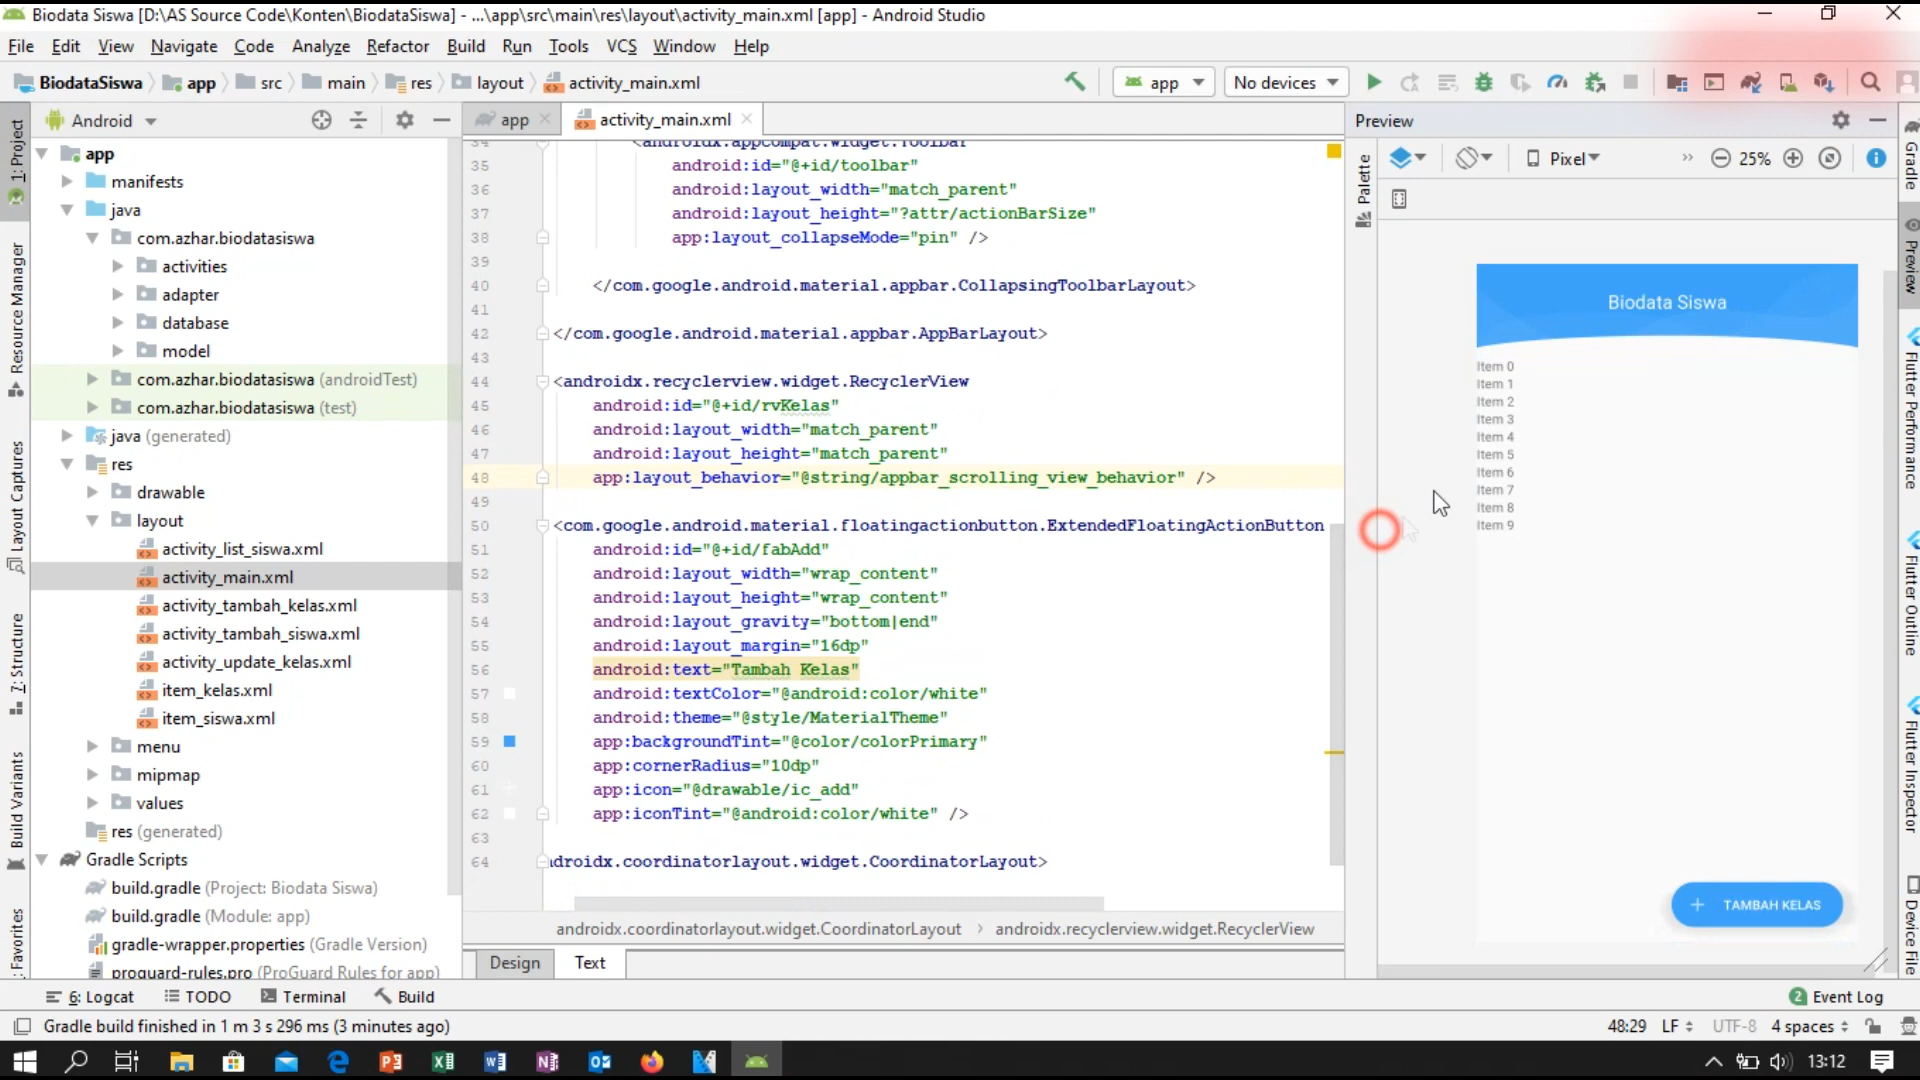 Biodata Siswa [D:\AS Source Code\Konten\BiodataSiswa] - ...\app\src\main\res\layout\activity_main.xml [app] - Android Studio
File Edit View Navigate Code Analyze Refactor Build Run Tools VCS Window Help
BiodataSiswa app src main res layout activity_main.xml
app No devices
Android
app
manifests
java
com.azhar.biodatasiswa
activities
adapter
database
model
com.azhar.biodatasiswa (androidTest)
com.azhar.biodatasiswa (test)
java (generated)
res
drawable
layout
activity_list_siswa.xml
activity_main.xml
activity_tambah_kelas.xml
activity_tambah_siswa.xml
activity_update_kelas.xml
item_kelas.xml
item_siswa.xml
menu
mipmap
values
res (generated)
Gradle Scripts
build.gradle (Project: Biodata Siswa)
build.gradle (Module: app)
gradle-wrapper.properties (Gradle Version)
proguard-rules.pro (ProGuard Rules for app)
1: Project
Resource Manager
Layout Captures
7: Structure
Build Variants
Favorites
app activity_main.xml
34 <androidx.appcompat.widget.Toolbar
35 android:id="@+id/toolbar"
36 android:layout_width="match_parent"
37 android:layout_height="?attr/actionBarSize"
38 app:layout_collapseMode="pin" />
39
40 </com.google.android.material.appbar.CollapsingToolbarLayout>
41
42 </com.google.android.material.appbar.AppBarLayout>
43
44 <androidx.recyclerview.widget.RecyclerView
45 android:id="@+id/rvKelas"
46 android:layout_width="match_parent"
47 android:layout_height="match_parent"
48 app:layout_behavior="@string/appbar_scrolling_view_behavior" />
49
50 <com.google.android.material.floatingactionbutton.ExtendedFloatingActionButton
51 android:id="@+id/fabAdd"
52 android:layout_width="wrap_content"
53 android:layout_height="wrap_content"
54 android:layout_gravity="bottom|end"
55 android:layout_margin="16dp"
56 android:text="Tambah Kelas"
57 android:textColor="@android:color/white"
58 android:theme="@style/MaterialTheme"
59 app:backgroundTint="@color/colorPrimary"
60 app:cornerRadius="10dp"
61 app:icon="@drawable/ic_add"
62 app:iconTint="@android:color/white" />
63
64 droidx.coordinatorlayout.widget.CoordinatorLayout>
androidx.coordinatorlayout.widget.CoordinatorLayout › androidx.recyclerview.widget.RecyclerView
Design Text
Preview
Palette
Pixel » 25%
Biodata Siswa
Item 0
Item 1
Item 2
Item 3
Item 4
Item 5
Item 6
Item 7
Item 8
Item 9
+ TAMBAH KELAS
Gradle
Preview
Flutter Performance
Flutter Outline
Flutter Inspector
Device File
6: Logcat TODO Terminal Build 2 Event Log
Gradle build finished in 1 m 3 s 296 ms (3 minutes ago) 48:29 LF UTF-8 4 spaces
13:12